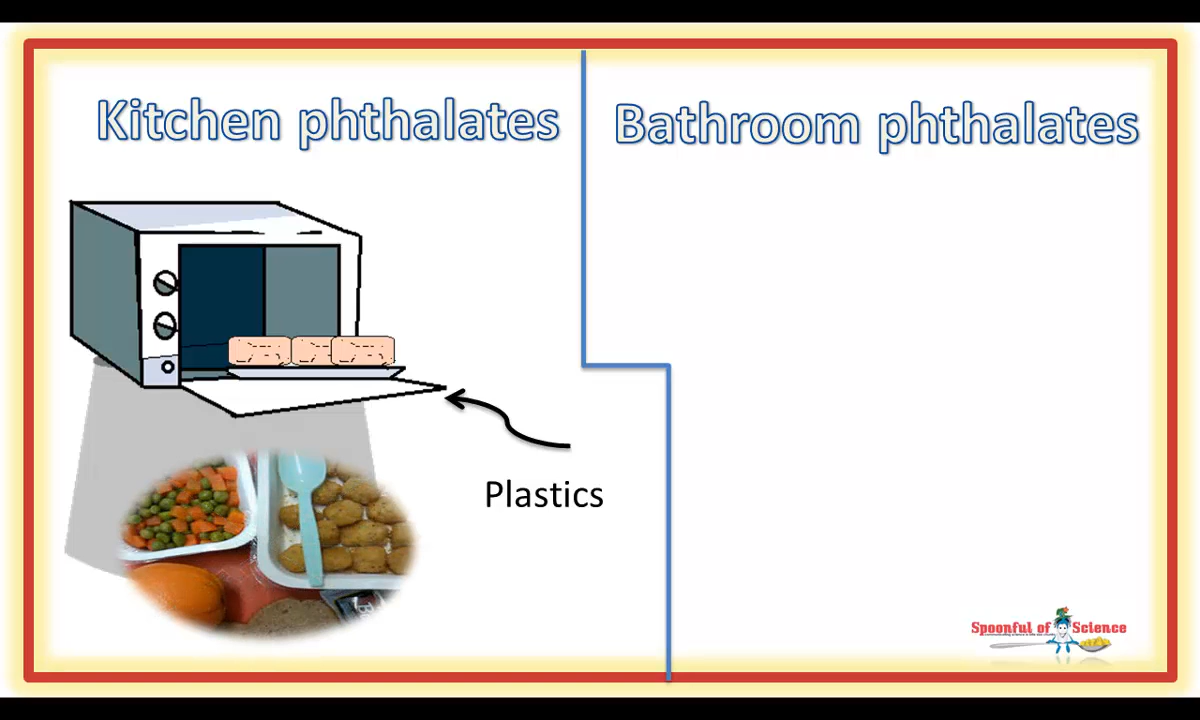 Kitchen phthalates
Bathroom phthalates
Plastics
Spoonful of Science